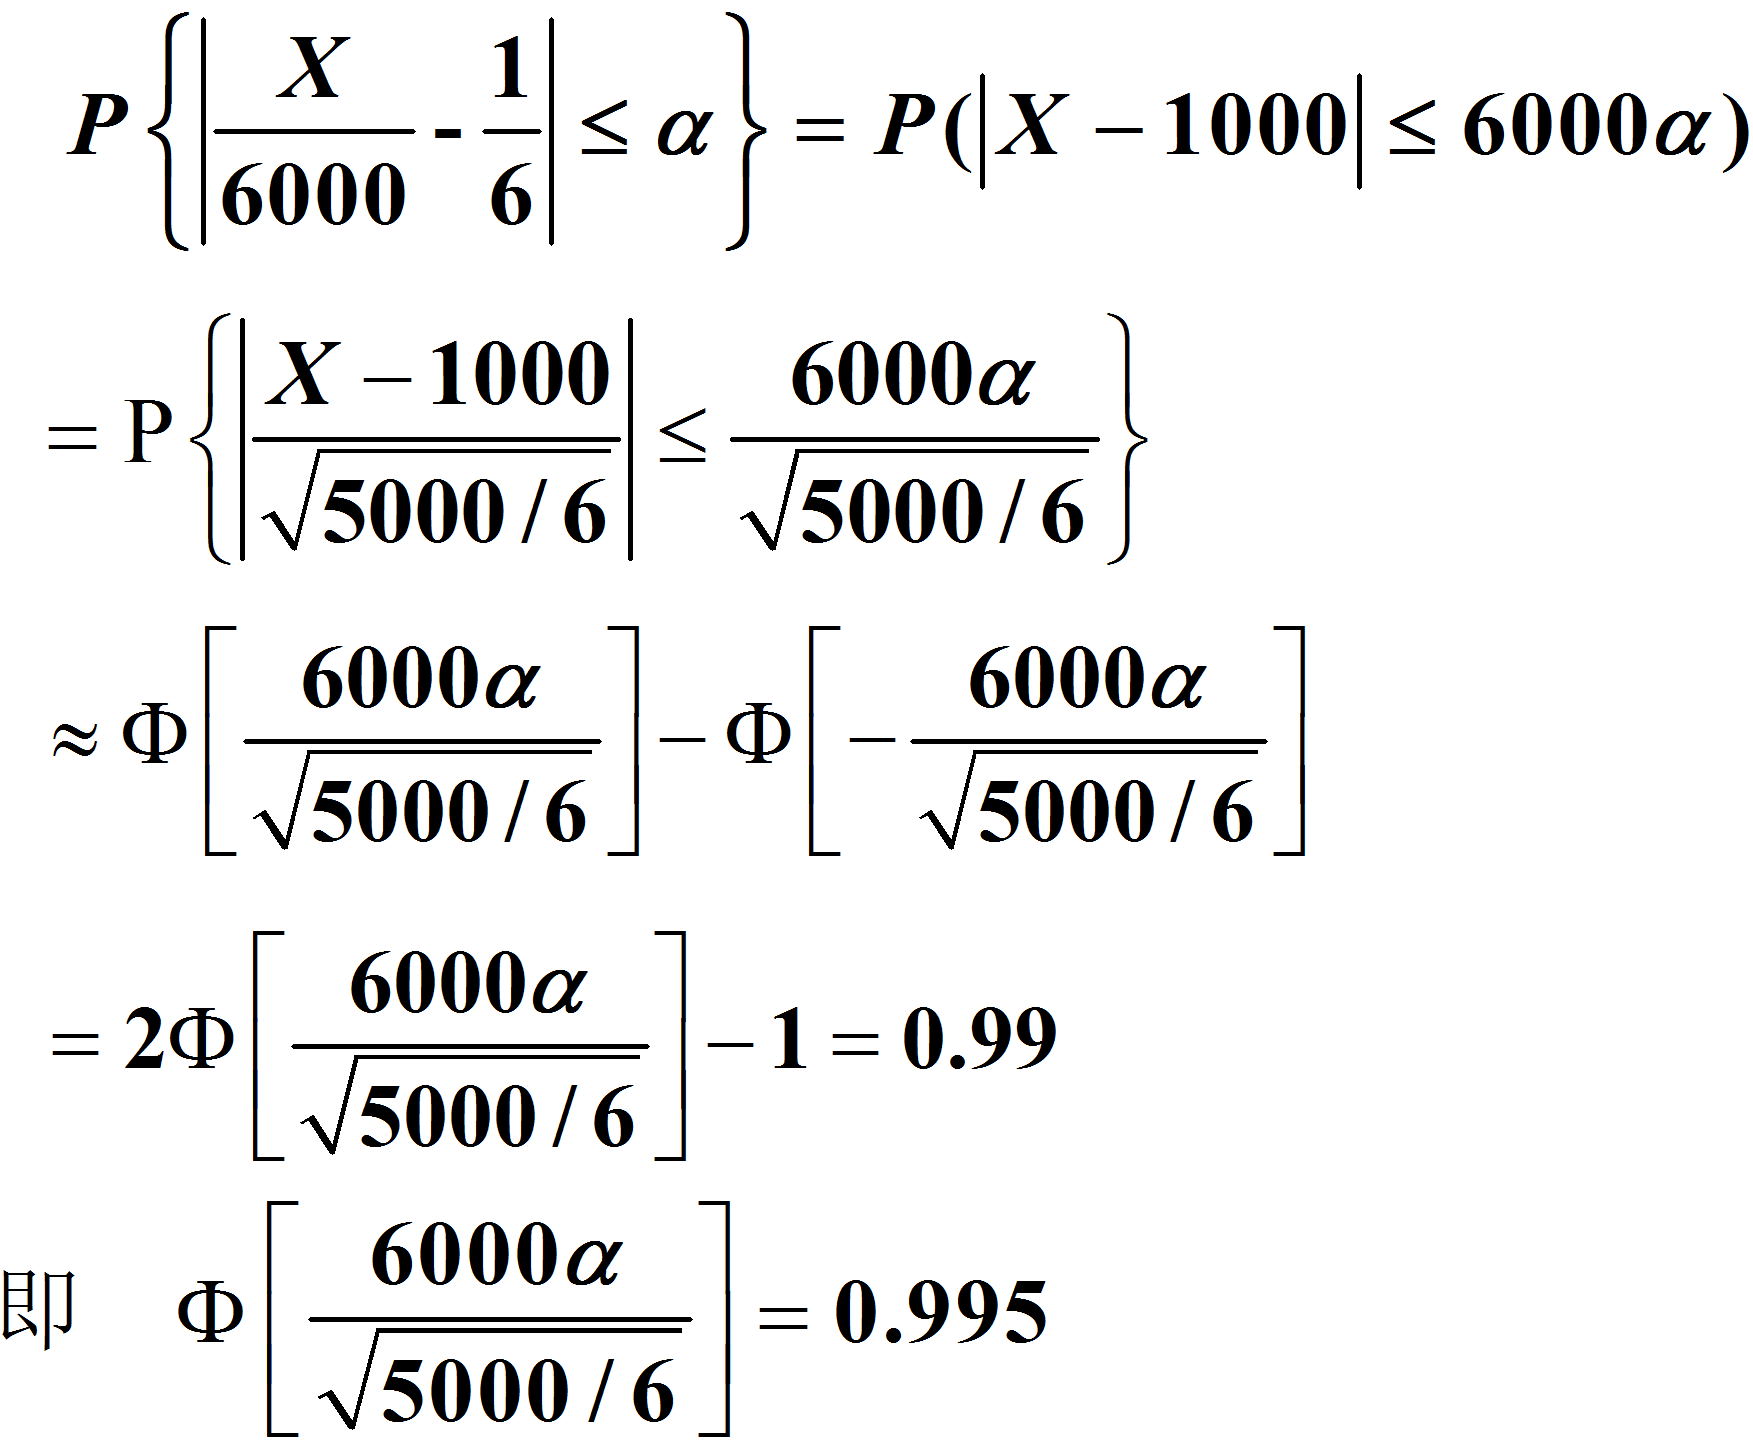 P{|X/6000 - 1/6| ≤ α} = P(|X − 1000| ≤ 6000α)
= P{|(X − 1000)/√(5000/6)| ≤ 6000α/√(5000/6)}
≈ Φ[6000α/√(5000/6)] − Φ[−6000α/√(5000/6)]
= 2Φ[6000α/√(5000/6)] − 1 = 0.99
即 Φ[6000α/√(5000/6)] = 0.995